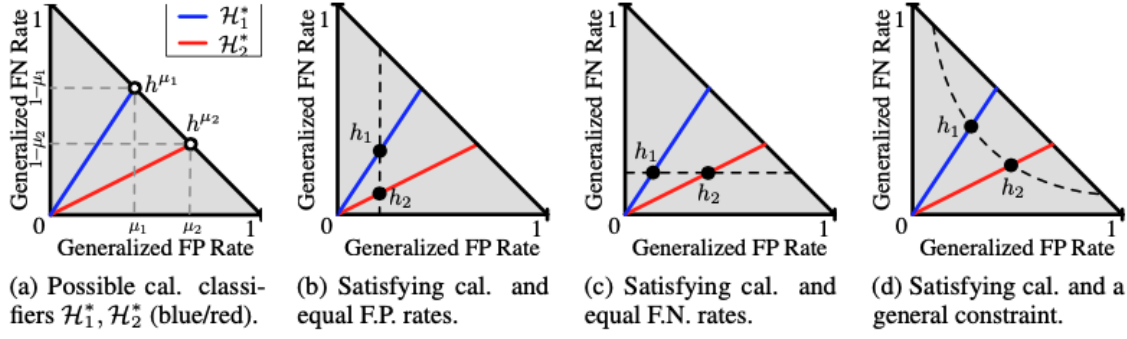 1
Generalized FN Rate
1−μ₁
1−μ₂
0
Generalized FP Rate
1
μ₁
μ₂
h^{μ₁}
h^{μ₂}
ℋ₁*
ℋ₂*
(a) Possible cal. classi-
fiers ℋ₁*, ℋ₂* (blue/red).
1
Generalized FN Rate
h₁
h₂
0
1
Generalized FP Rate
(b) Satisfying cal. and
equal F.P. rates.
1
Generalized FN Rate
h₁
h₂
0
1
Generalized FP Rate
(c) Satisfying cal. and
equal F.N. rates.
1
Generalized FN Rate
h₁
h₂
0
1
Generalized FP Rate
(d) Satisfying cal. and a
general constraint.